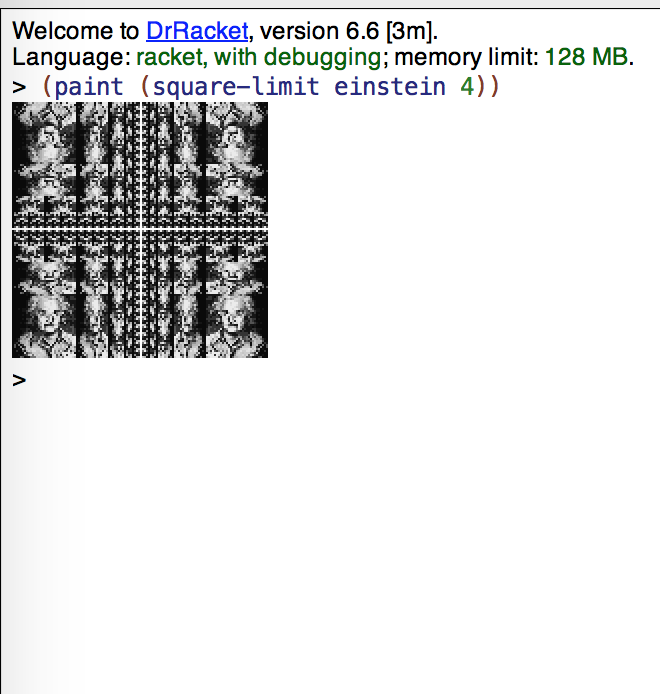 Welcome to DrRacket, version 6.6 [3m].
Language: racket, with debugging; memory limit: 128 MB.
> (paint (square-limit einstein 4))
>